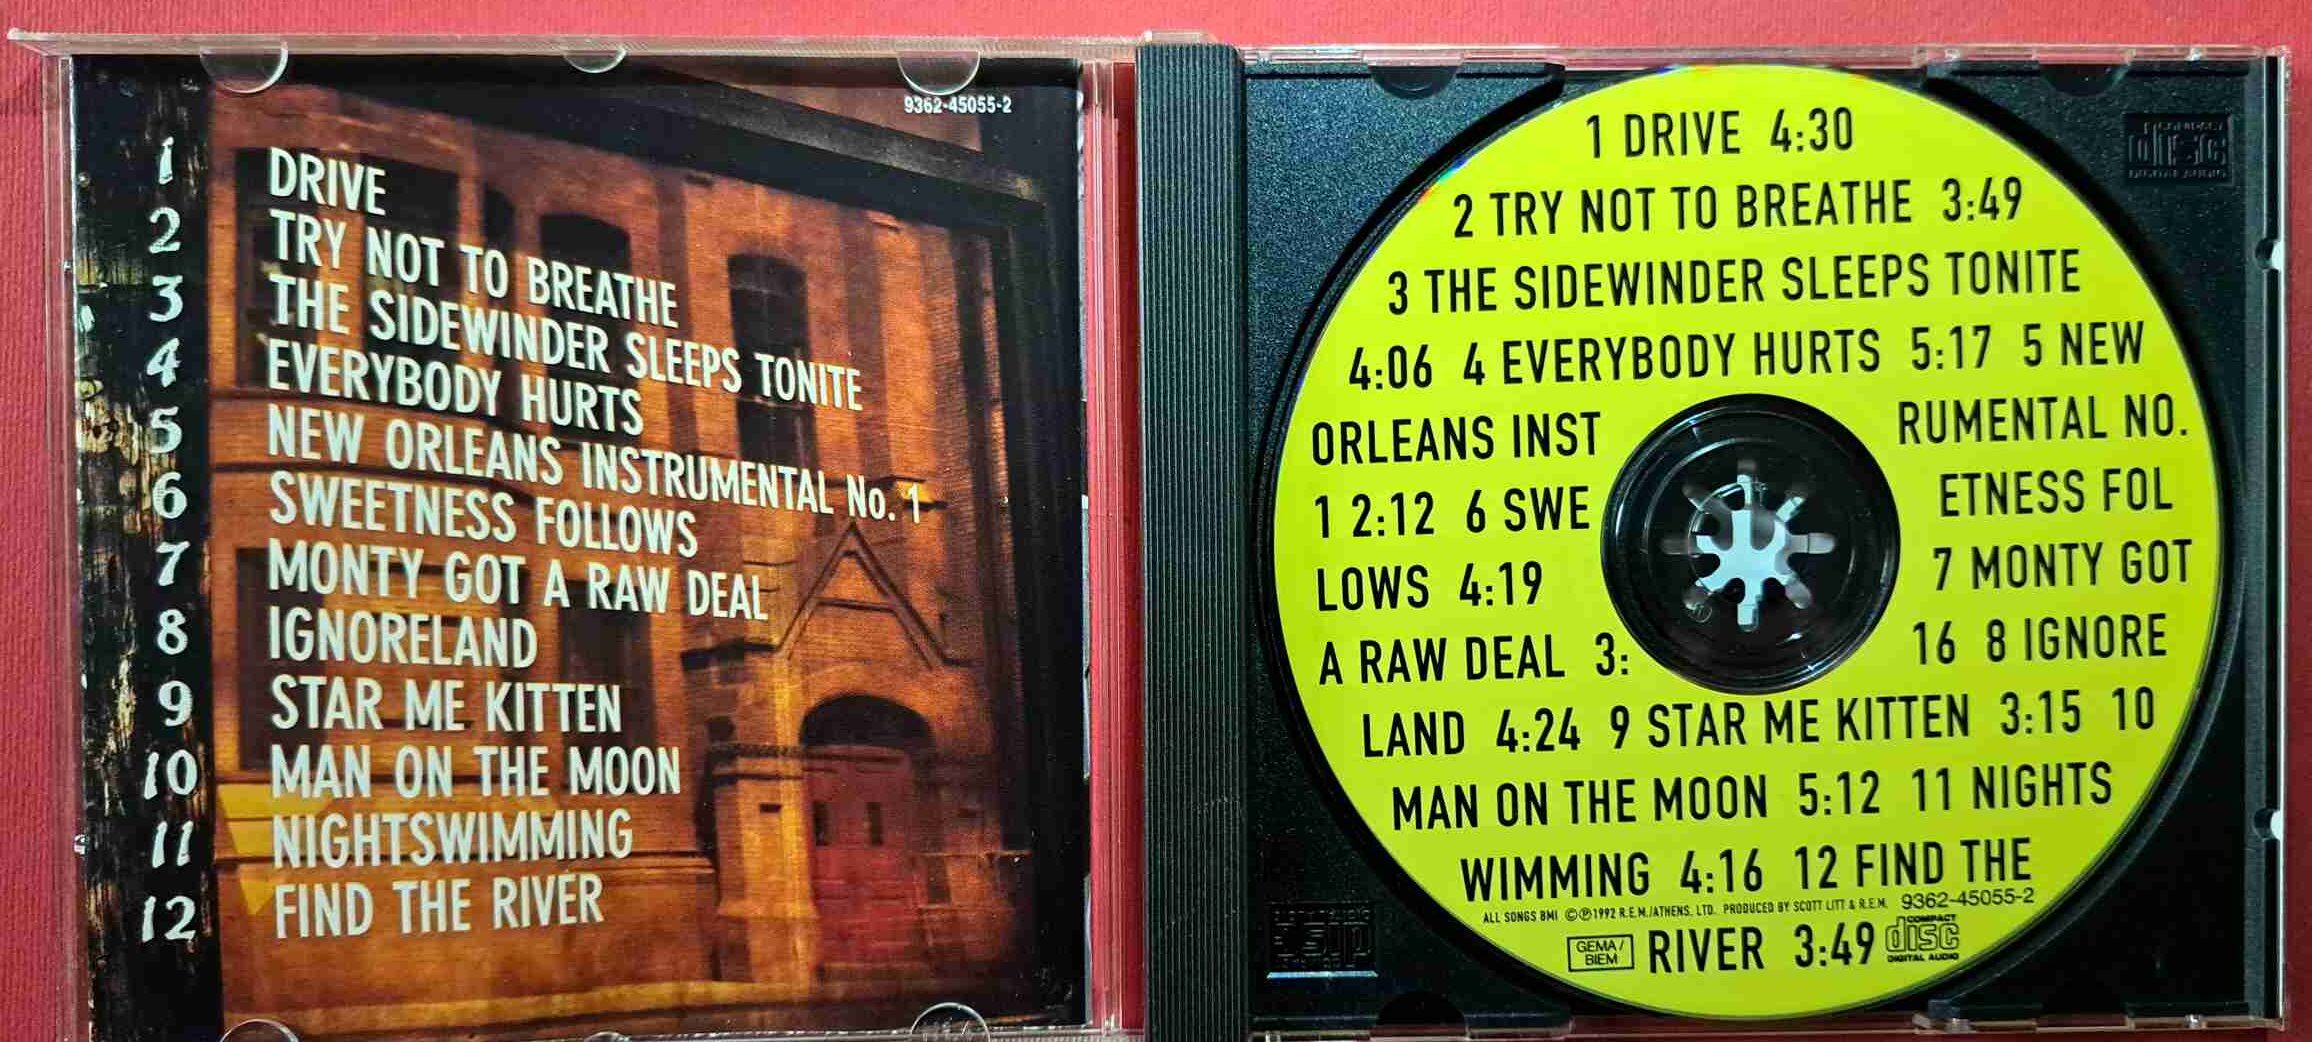 9362-45055-2
1 DRIVE
2 TRY NOT TO BREATHE
3 THE SIDEWINDER SLEEPS TONITE
4 EVERYBODY HURTS
5 NEW ORLEANS INSTRUMENTAL No. 1
6 SWEETNESS FOLLOWS
7 MONTY GOT A RAW DEAL
8 IGNORELAND
9 STAR ME KITTEN
10 MAN ON THE MOON
11 NIGHTSWIMMING
12 FIND THE RIVER
COMPACT
disc
DIGITAL AUDIO
1 DRIVE 4:30
2 TRY NOT TO BREATHE 3:49
3 THE SIDEWINDER SLEEPS TONITE
4:06 4 EVERYBODY HURTS 5:17 5 NEW
ORLEANS INST RUMENTAL NO.
1 2:12 6 SWE ETNESS FOL
LOWS 4:19 7 MONTY GOT
A RAW DEAL 3: 16 8 IGNORE
LAND 4:24 9 STAR ME KITTEN 3:15 10
MAN ON THE MOON 5:12 11 NIGHTS
WIMMING 4:16 12 FIND THE
ALL SONGS BMI ©℗1992 R.E.M./ATHENS, LTD. PRODUCED BY SCOTT LITT & R.E.M. 9362-45055-2
GEMA/
BIEM
RIVER 3:49
COMPACT
disc
DIGITAL AUDIO